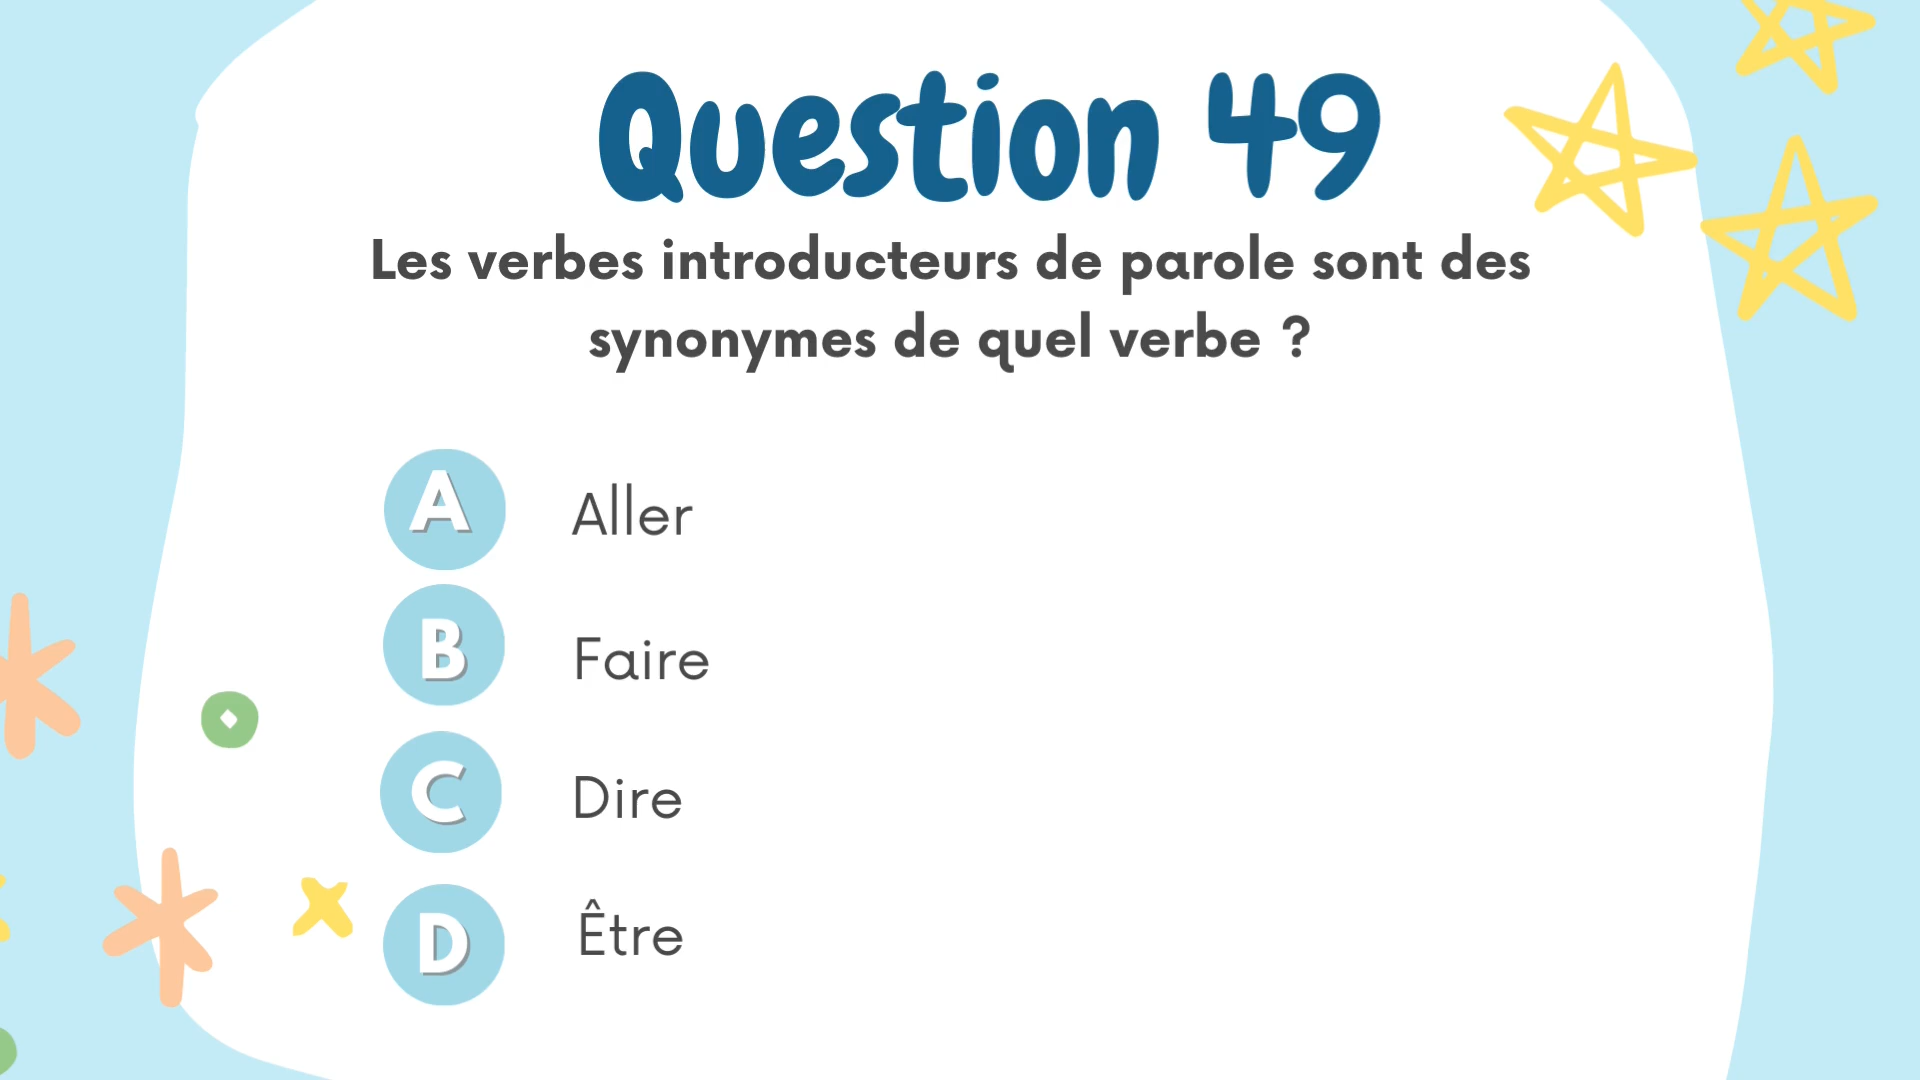 Question 49
Les verbes introducteurs de parole sont des
synonymes de quel verbe ?
A Aller
B Faire
C Dire
D Être